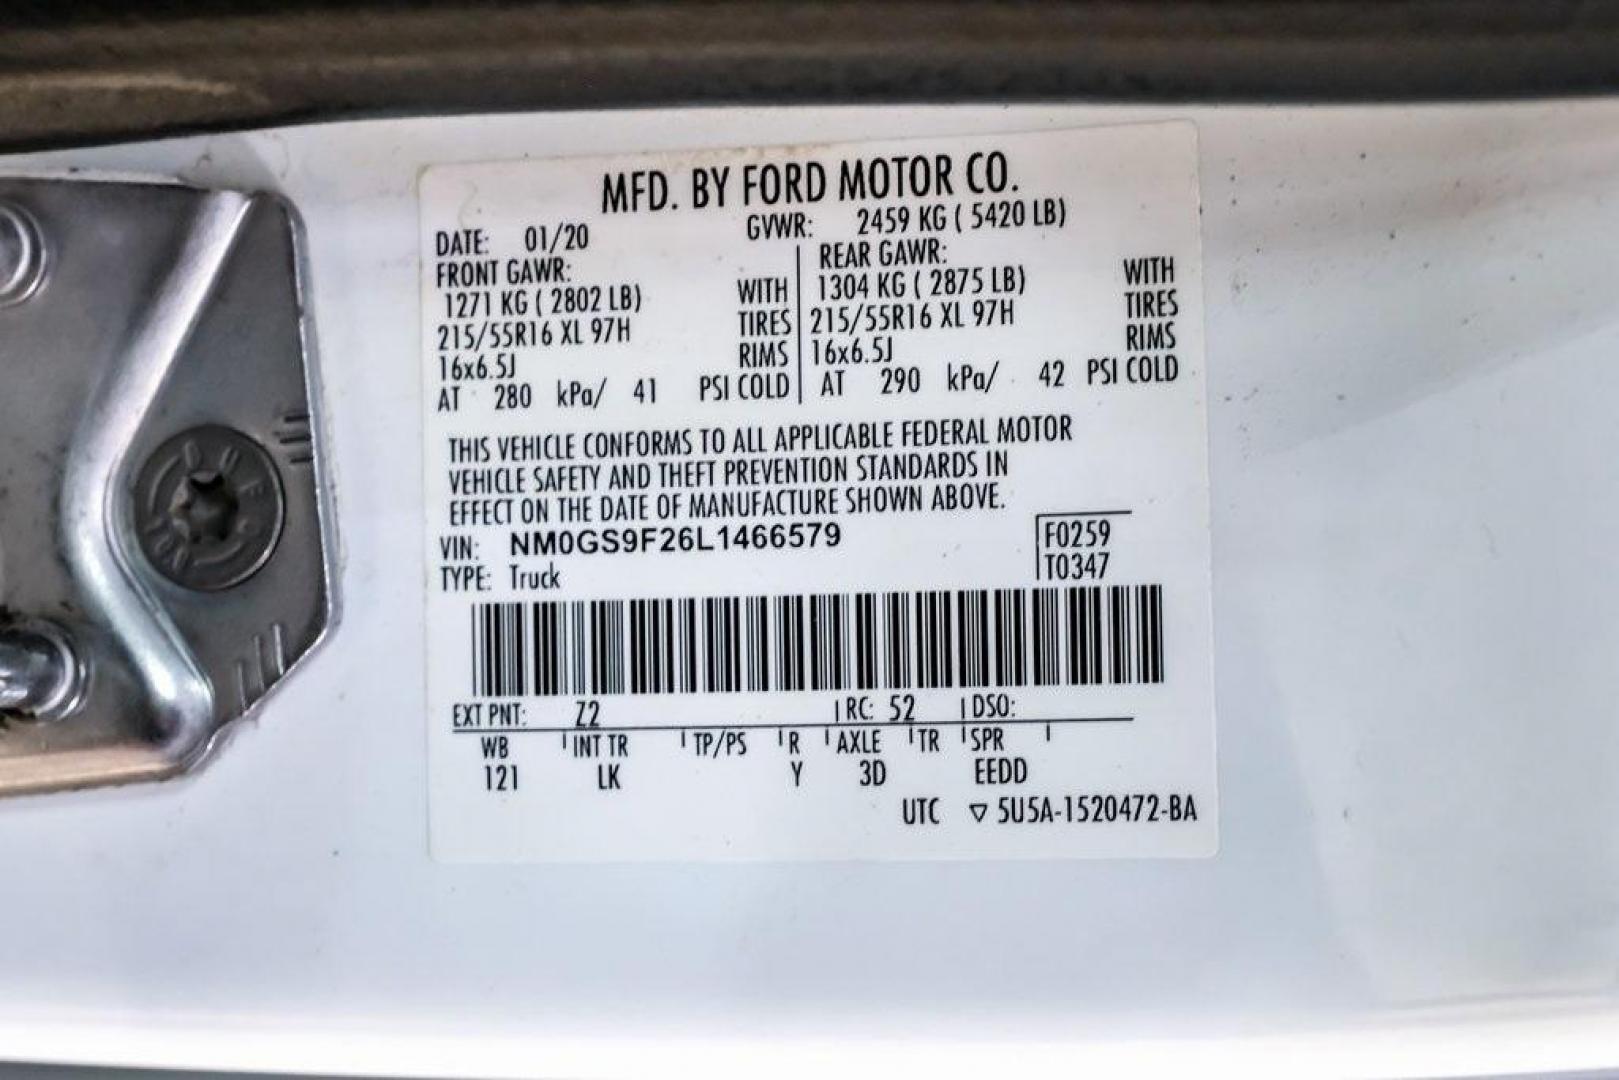 MFD. BY FORD MOTOR CO.
DATE: 01/20 GVWR: 2459 KG ( 5420 LB)
FRONT GAWR: REAR GAWR:
1271 KG ( 2802 LB) WITH 1304 KG ( 2875 LB) WITH
215/55R16 XL 97H TIRES 215/55R16 XL 97H TIRES
16x6.5J RIMS 16x6.5J RIMS
AT 280 kPa/ 41 PSI COLD AT 290 kPa/ 42 PSI COLD
THIS VEHICLE CONFORMS TO ALL APPLICABLE FEDERAL MOTOR
VEHICLE SAFETY AND THEFT PREVENTION STANDARDS IN
EFFECT ON THE DATE OF MANUFACTURE SHOWN ABOVE.
VIN: NM0GS9F26L1466579 F0259
TYPE: Truck T0347
EXT PNT: Z2 RC: 52 DSO:
WB INT TR TP/PS R AXLE TR SPR
121 LK Y 3D EEDD
UTC ▽ 5U5A-1520472-BA